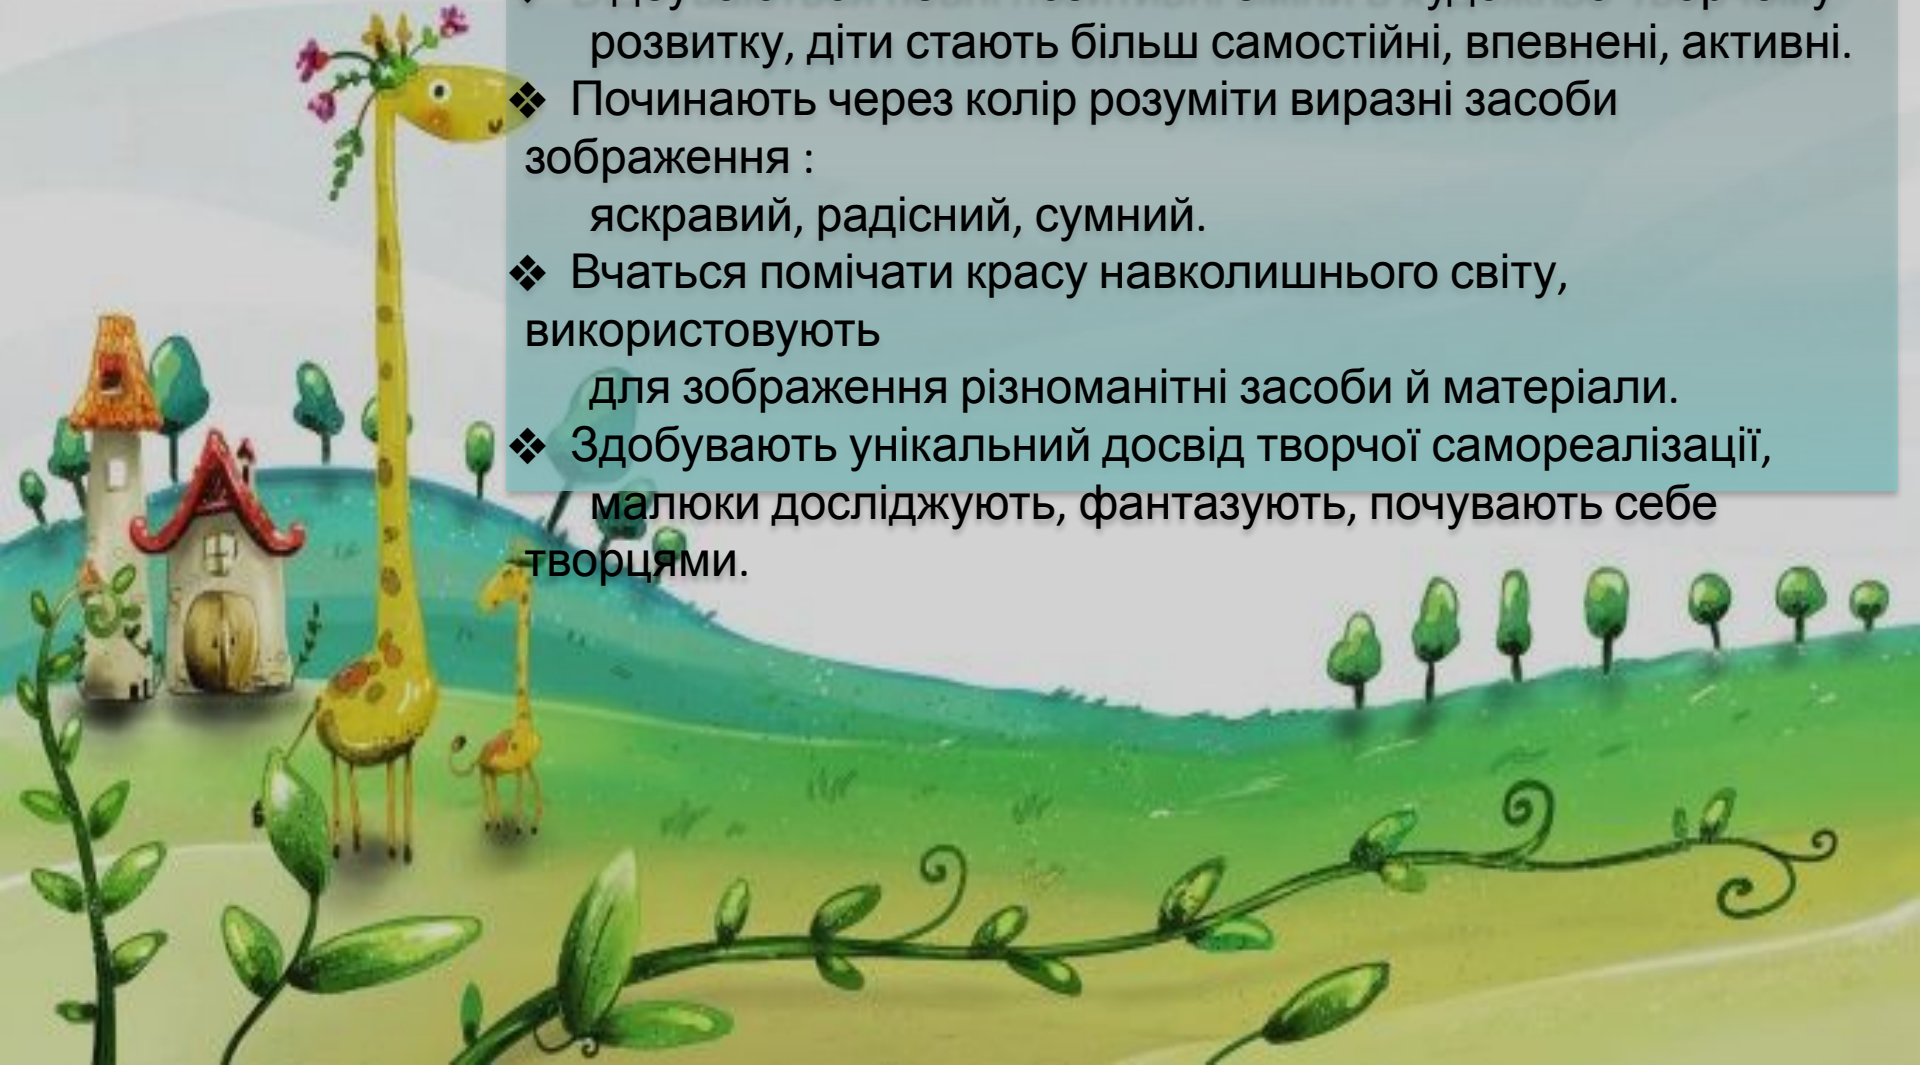 розвитку, діти стають більш самостійні, впевнені, активні.
❖ Починають через колір розуміти виразні засоби
зображення :
яскравий, радісний, сумний.
❖ Вчаться помічати красу навколишнього світу,
використовують
для зображення різноманітні засоби й матеріали.
❖ Здобувають унікальний досвід творчої самореалізації,
малюки досліджують, фантазують, почувають себе
творцями.